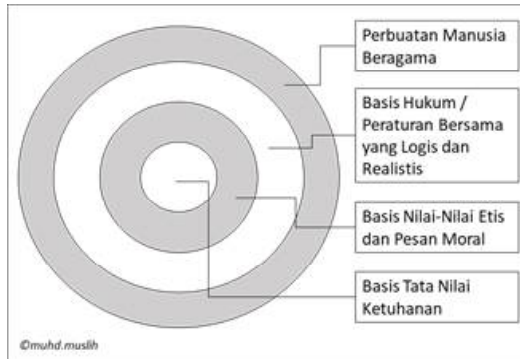 Perbuatan Manusia
Beragama
Basis Hukum /
Peraturan Bersama
yang Logis dan
Realistis
Basis Nilai-Nilai Etis
dan Pesan Moral
Basis Tata Nilai
Ketuhanan
©muhd.muslih